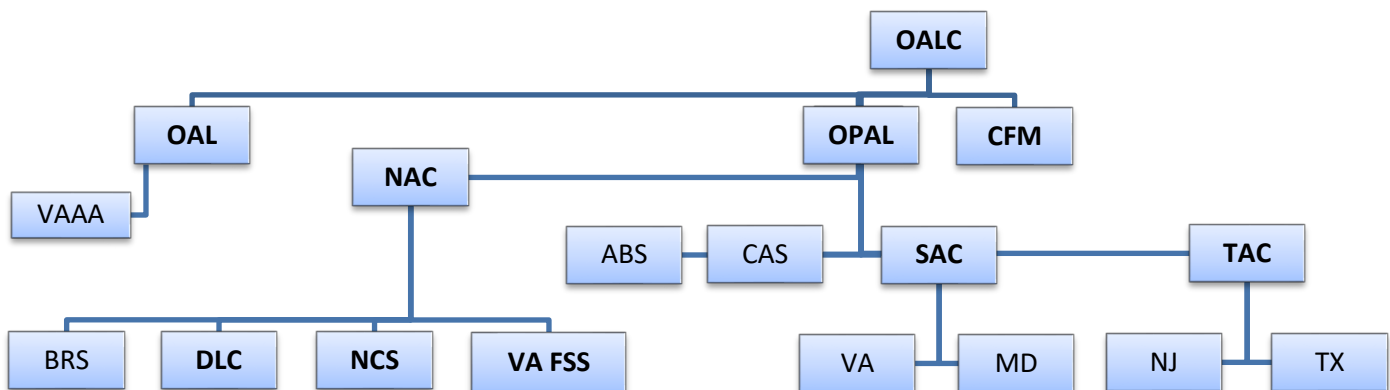 OALC
OAL
OPAL
CFM
NAC
VAAA
ABS
CAS
SAC
TAC
BRS
DLC
NCS
VA FSS
VA
MD
NJ
TX